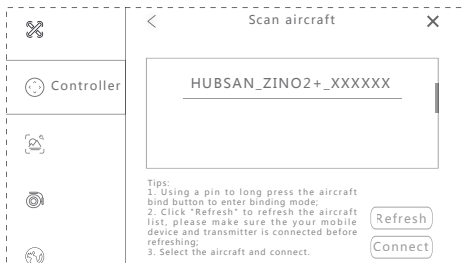 Scan aircraft
Controller
HUBSAN_ZINO2+_XXXXXX
Tips:
1. Using a pin to long press the aircraft
bind button to enter binding mode;
2. Click "Refresh" to refresh the aircraft
list, please make sure the your mobile
device and transmitter is connected before
refreshing;
3. Select the aircraft and connect.
Refresh
Connect